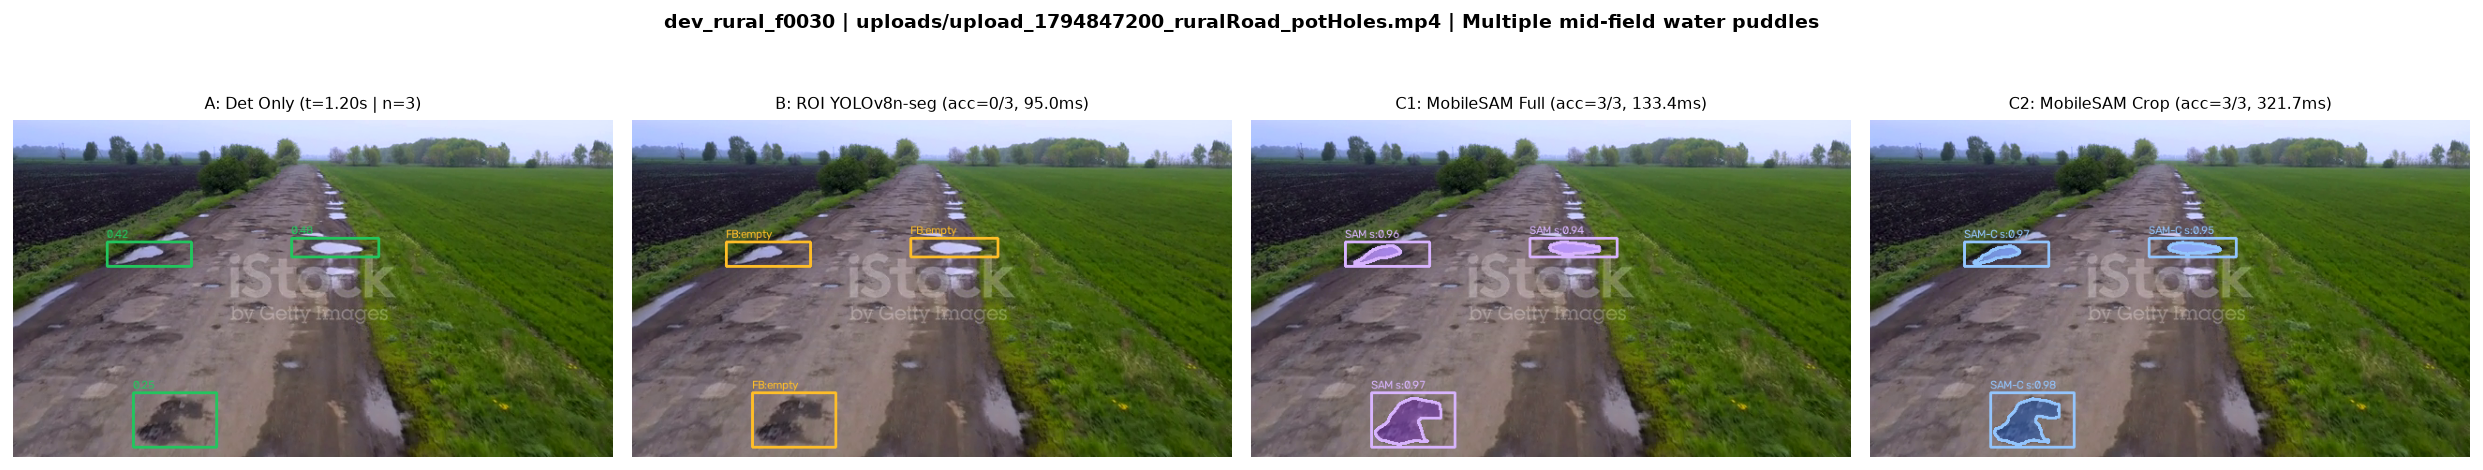 dev_rural_f0030 | uploads/upload_1794847200_ruralRoad_potHoles.mp4 | Multiple mid-field water puddles
A: Det Only (t=1.20s | n=3)
0.42
0.26
iStock
by Getty Images
B: ROI YOLOv8n-seg (acc=0/3, 95.0ms)
FB:empty
FB:empty
FB:empty
iStock
by Getty Images
C1: MobileSAM Full (acc=3/3, 133.4ms)
SAM s:0.96
SAM s:0.94
SAM s:0.97
iStock
by Getty Images
C2: MobileSAM Crop (acc=3/3, 321.7ms)
SAM-C s:0.97
SAM-C s:0.95
SAM-C s:0.98
iStock
by Getty Images